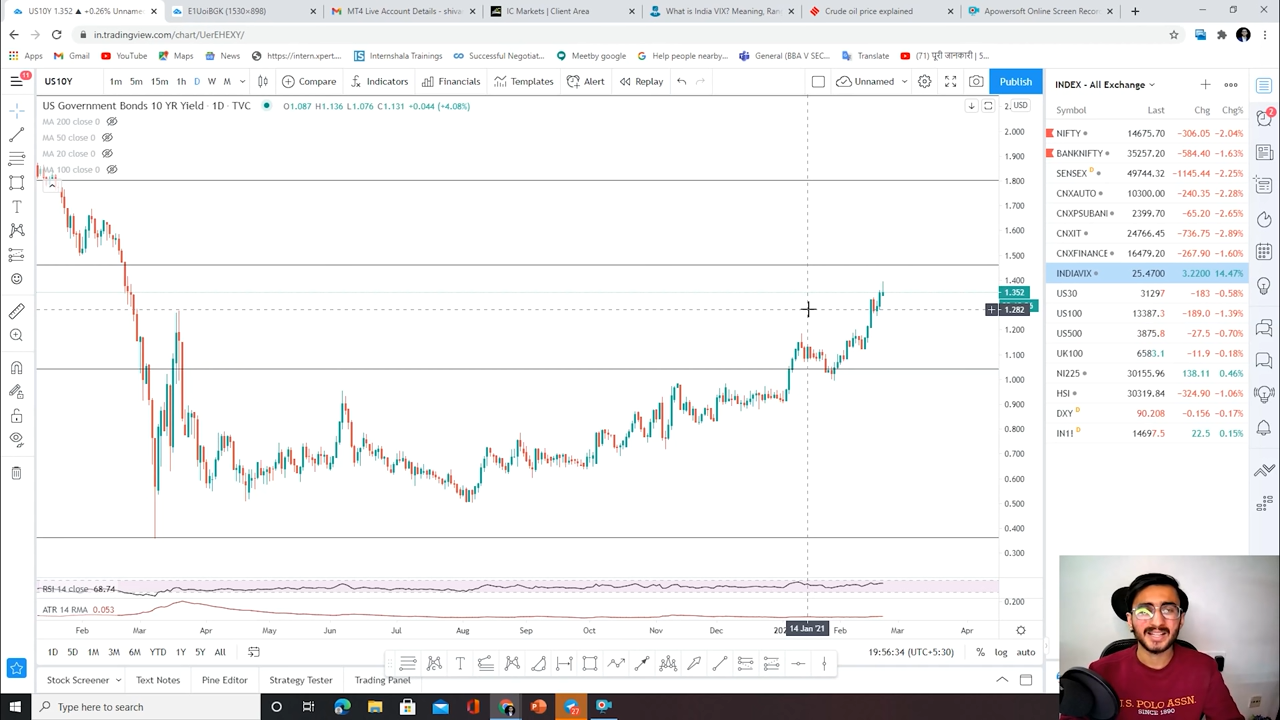 US10Y 1.352 ▲ +0.26% Unnamed
E1UoiBGK (1530×898)
MT4 Live Account Details - shiva
IC Markets | Client Area
What is India VIX? Meaning, Ran
Crude oil price explained
Apowersoft Online Screen Reco
in.tradingview.com/chart/UerEHEXY/
Apps Gmail YouTube Maps News https://intern.xpert... Internshala Trainings Successful Negotiat... Meetby google Help people nearby... General (BBA V SEC... Translate (71) पूरी जानकारी | S...
11 US10Y 1m 5m 15m 1h D W M Compare Indicators Financials Templates Alert Replay Unnamed Publish
US Government Bonds 10 YR Yield · 1D · TVC O1.087 H1.136 L1.076 C1.131 +0.044 (+4.08%)
MA 200 close 0
MA 50 close 0
MA 20 close 0
MA 100 close 0
USD
2.000
1.900
1.800
1.700
1.600
1.500
1.400
1.352
1.282
1.200
1.100
1.000
0.900
0.800
0.700
0.600
0.500
0.400
0.300
RSI 14 close 68.74
ATR 14 RMA 0.053
0.200
Feb 14 Mar Apr May Jun Jul Aug Sep Oct Nov Dec 14 Jan '21 Feb Mar Apr
1D 5D 1M 3M 6M YTD 1Y 5Y All
19:56:34 (UTC+5:30) % log auto
Stock Screener Text Notes Pine Editor Strategy Tester Trading Panel
INDEX - All Exchange
Symbol Last Chg Chg%
NIFTY 14675.70 −306.05 −2.04%
BANKNIFTY 35257.20 −584.40 −1.63%
SENSEX D 49744.32 −1145.44 −2.25%
CNXAUTO 10300.00 −240.35 −2.28%
CNXPSUBANI 2399.70 −65.20 −2.65%
CNXIT 24766.45 −736.75 −2.89%
CNXFINANCE 16479.20 −267.90 −1.60%
INDIAVIX 25.4700 3.2200 14.47%
US30 31297 −183 −0.58%
US100 13387.3 −189.0 −1.39%
US500 3875.8 −27.5 −0.70%
UK100 6583.1 −11.9 −0.18%
NI225 30155.96 138.11 0.46%
HSI 30319.84 −324.90 −1.06%
DXY D 90.208 −0.156 −0.17%
IN1! D 14697.5 22.5 0.15%
2
U.S. POLO ASSN.
SINCE 1890
Type here to search
27